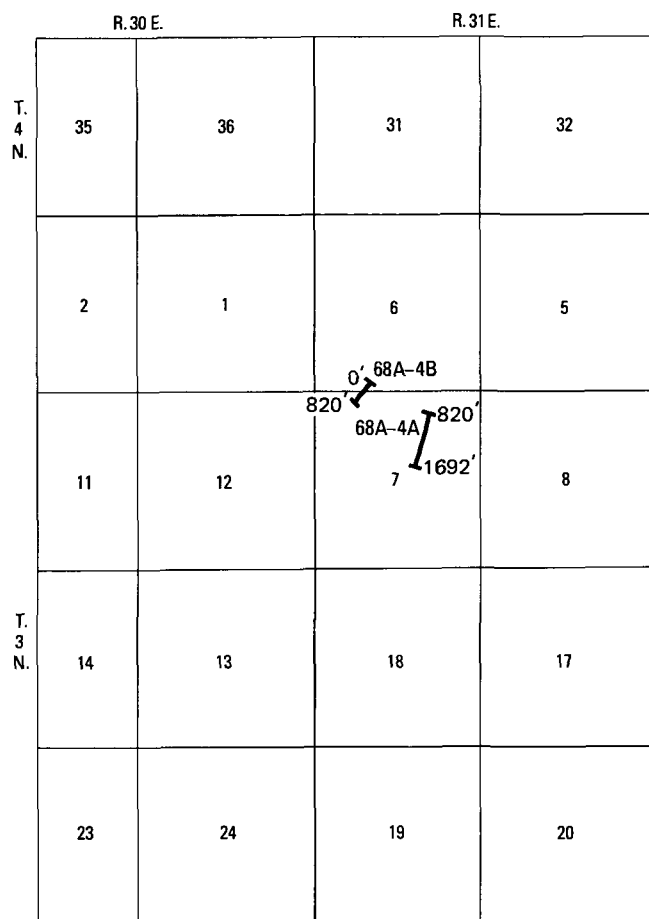 R. 30 E. R. 31 E.
T. 4 N.
35 36 31 32
2 1 6 5
0' 68A-4B
820'
68A-4A 820'
1692'
11 12 7 8
T. 3 N.
14 13 18 17
23 24 19 20